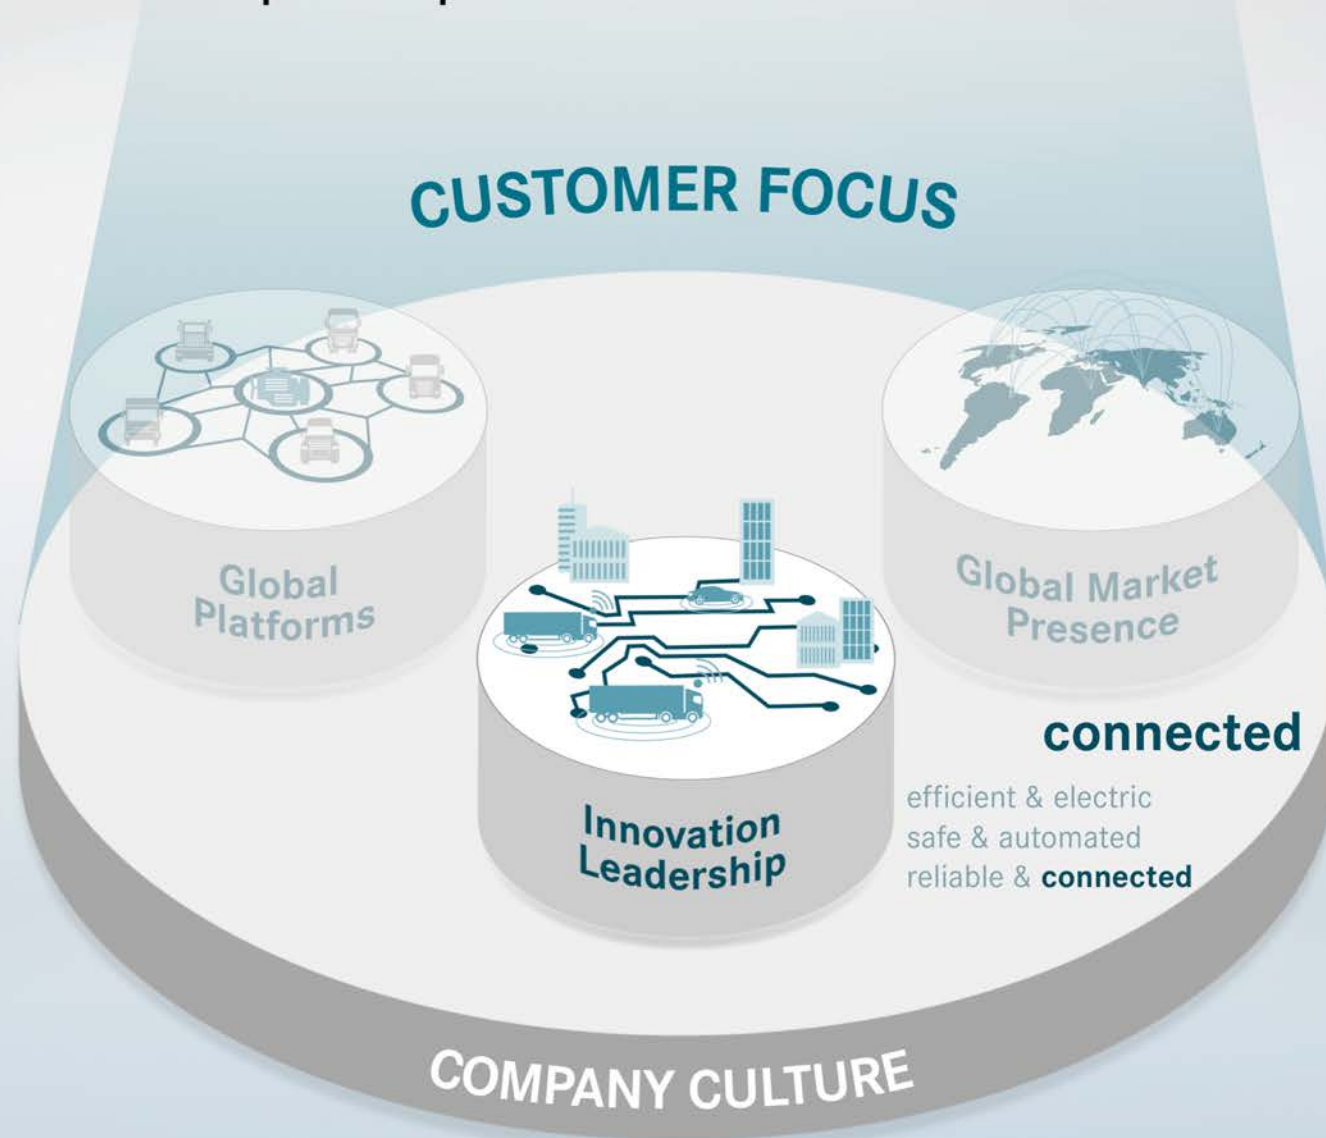 CUSTOMER FOCUS
Global
Platforms
Global Market
Presence
Innovation
Leadership
connected
efficient & electric
safe & automated
reliable & connected
COMPANY CULTURE